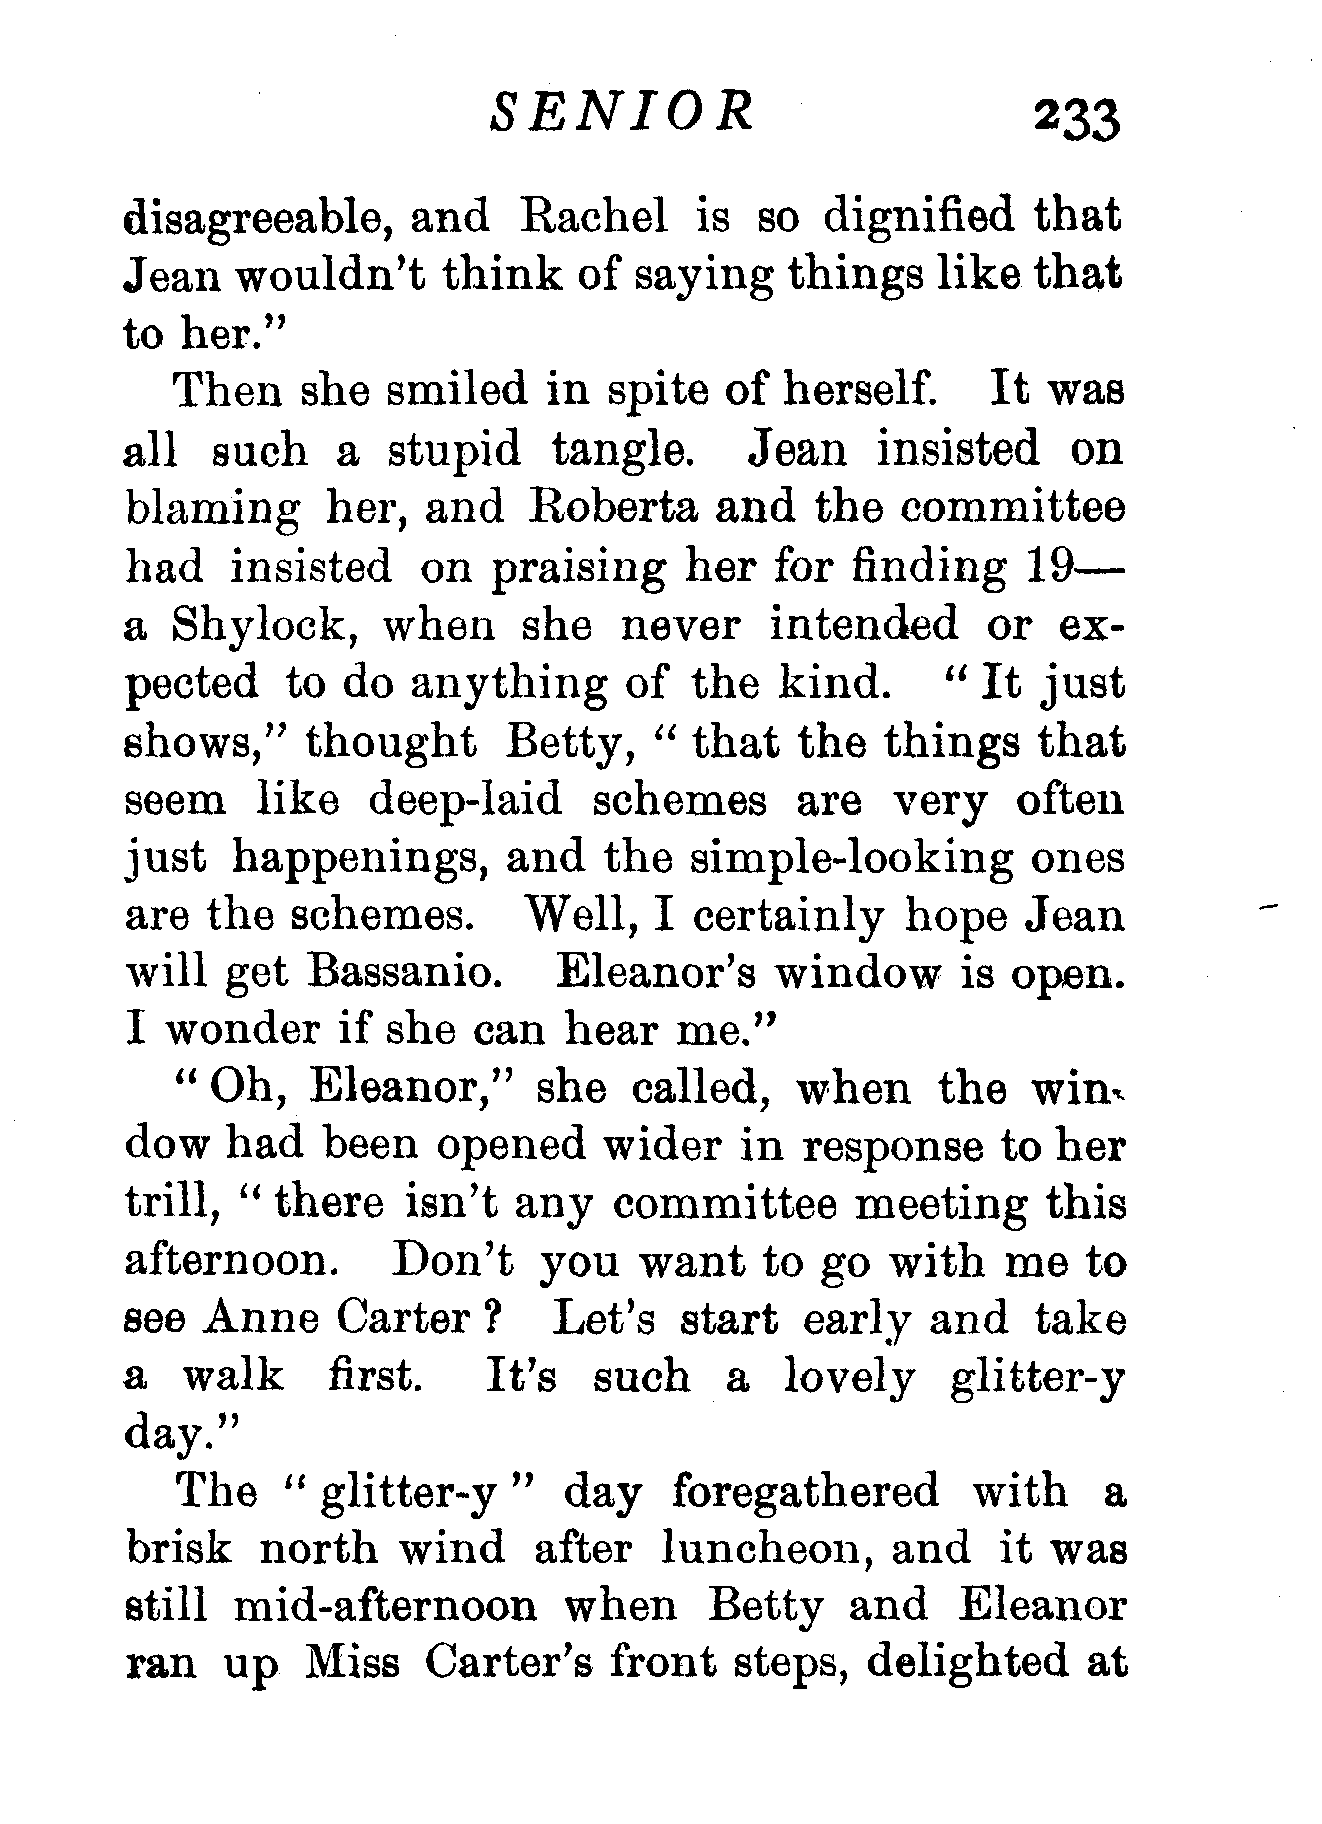 SENIOR 233
disagreeable, and Rachel is so dignified that
Jean wouldn't think of saying things like that
to her."
Then she smiled in spite of herself. It was
all such a stupid tangle. Jean insisted on
blaming her, and Roberta and the committee
had insisted on praising her for finding 19—
a Shylock, when she never intended or ex-
pected to do anything of the kind. " It just
shows," thought Betty, " that the things that
seem like deep-laid schemes are very often
just happenings, and the simple-looking ones
are the schemes. Well, I certainly hope Jean
will get Bassanio. Eleanor's window is open.
I wonder if she can hear me."
" Oh, Eleanor," she called, when the win-
dow had been opened wider in response to her
trill, " there isn't any committee meeting this
afternoon. Don't you want to go with me to
see Anne Carter ? Let's start early and take
a walk first. It's such a lovely glitter-y
day."
The " glitter-y " day foregathered with a
brisk north wind after luncheon, and it was
still mid-afternoon when Betty and Eleanor
ran up Miss Carter's front steps, delighted at